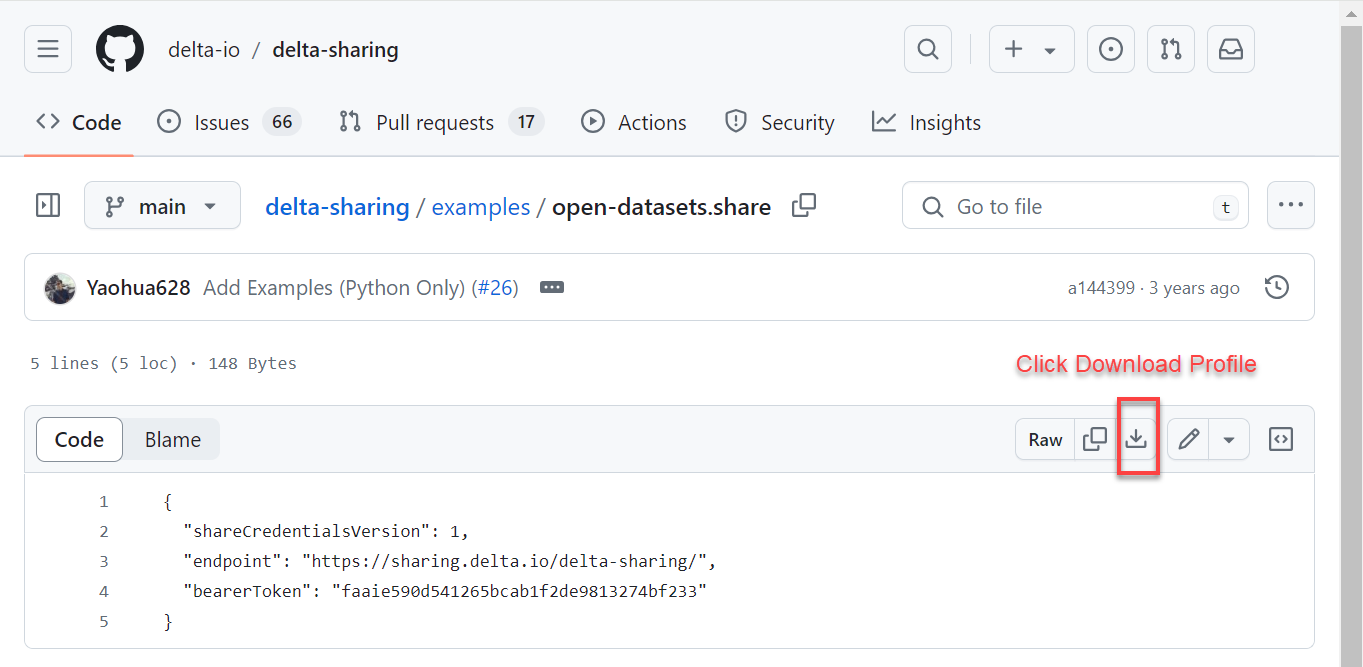 delta-io / delta-sharing
Code Issues 66 Pull requests 17 Actions Security Insights
main delta-sharing / examples / open-datasets.share Go to file t
Yaohua628 Add Examples (Python Only) (#26) a144399 · 3 years ago
5 lines (5 loc) · 148 Bytes
Click Download Profile
Code Blame Raw
1 {
2 "shareCredentialsVersion": 1,
3 "endpoint": "https://sharing.delta.io/delta-sharing/",
4 "bearerToken": "faaie590d541265bcab1f2de9813274bf233"
5 }